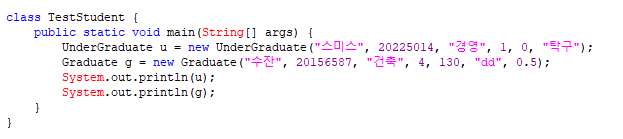 class TestStudent {
    public static void main(String[] args) {
        UnderGraduate u = new UnderGraduate("스미스", 20225014, "경영", 1, 0, "탁구");
        Graduate g = new Graduate("수잔", 20156587, "건축", 4, 130, "dd", 0.5);
        System.out.println(u);
        System.out.println(g);
    }
}